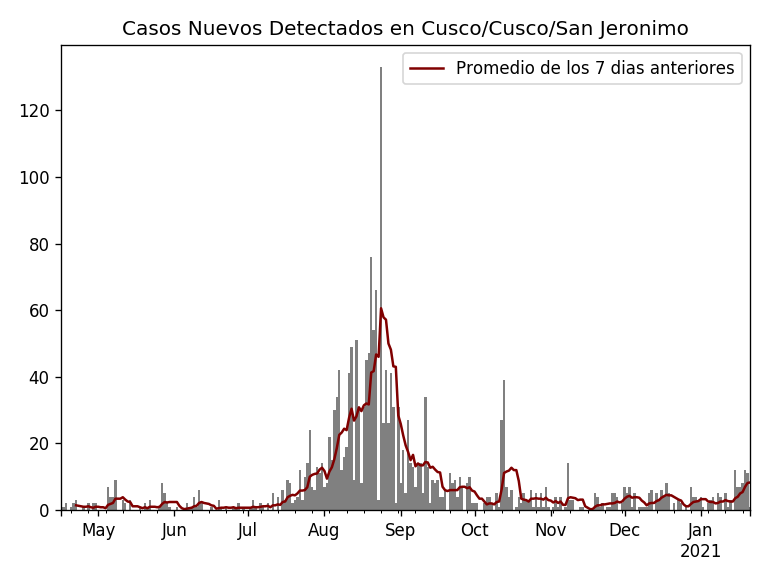 Casos Nuevos Detectados en Cusco/Cusco/San Jeronimo
Promedio de los 7 dias anteriores
120
100
80
60
40
20
0
May Jun Jul Aug Sep Oct Nov Dec Jan
2021